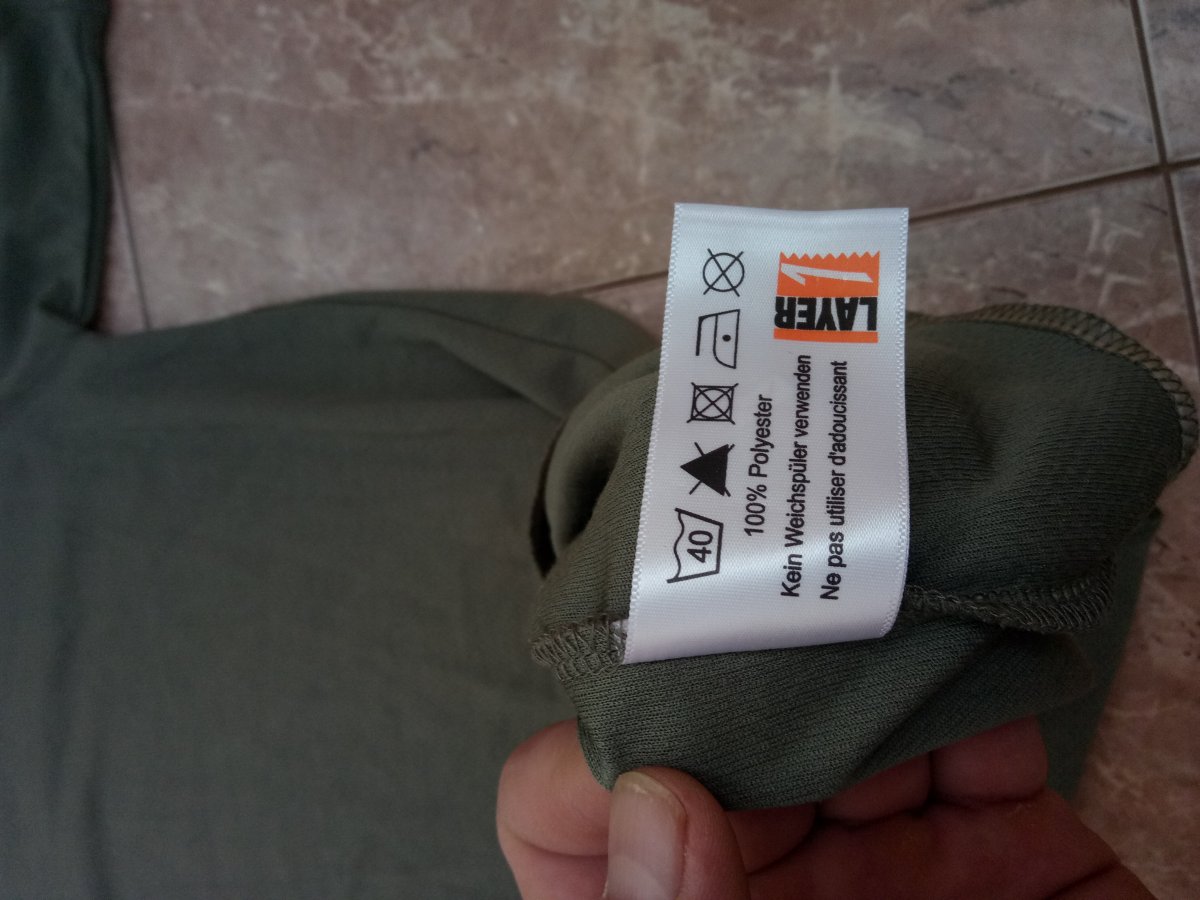 40
100% Polyester
Kein Weichspüler verwenden
Ne pas utiliser d'adoucissant
1
LAYER